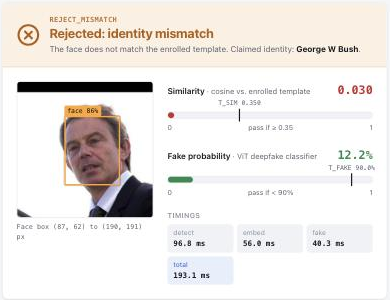 REJECT_MISMATCH
Rejected: identity mismatch
The face does not match the enrolled template. Claimed identity: George W Bush.
face 86%
Face box (87, 62) to (190, 191)
px
Similarity · cosine vs. enrolled template 0.030
T_SIM 0.350
0 pass if ≥ 0.35 1
Fake probability · ViT deepfake classifier 12.2%
T_FAKE 90.0%
0 pass if < 90% 1
TIMINGS
detect
96.8 ms
embed
56.0 ms
fake
40.3 ms
total
193.1 ms